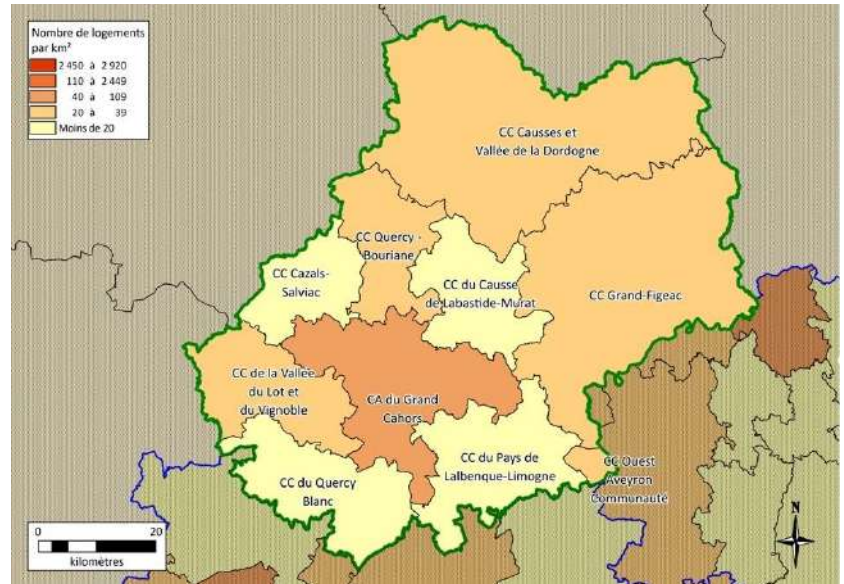 Nombre de logements
par km²
2 450 à 2 920
110 à 2 449
40 à 109
20 à 39
Moins de 20
CC Causses et
Vallée de la Dordogne
CC Quercy -
Bouriane
CC Cazals-
Salviac
CC du Causse
de Labastide-Murat
CC Grand-Figeac
CC de la Vallée
du Lot et
du Vignoble
CA du Grand
Cahors
CC du Pays de
Lalbenque-Limogne
CC Ouest
Aveyron
Communauté
CC du Quercy
Blanc
0 20
kilomètres
N